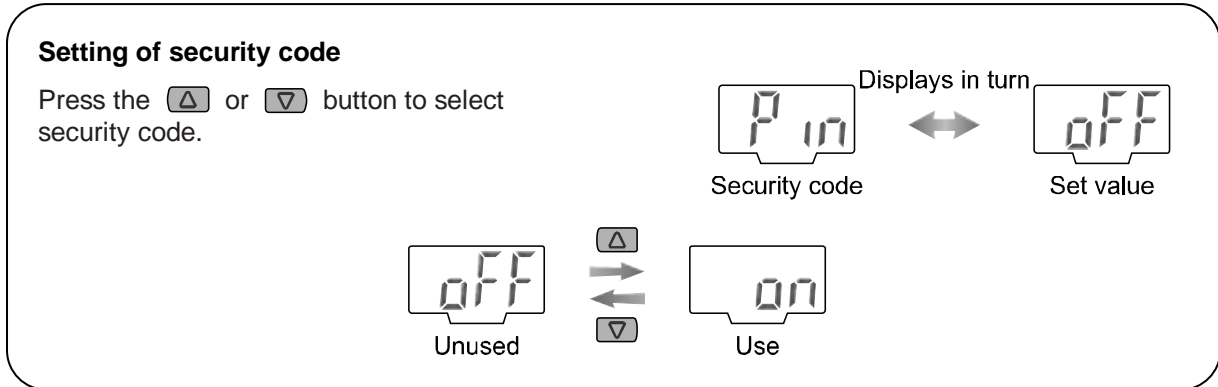 Setting of security code
Press the or button to select
security code.
Displays in turn
Pin
oFF
Security code
Set value
oFF
on
Unused
Use